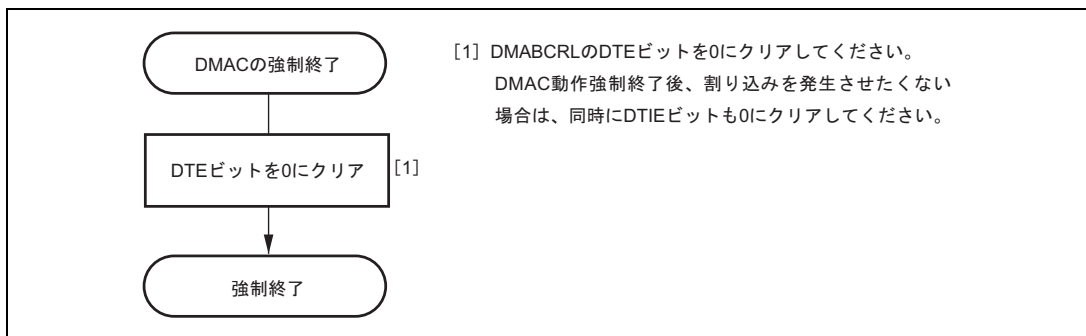 DMACの強制終了
DTEビットを0にクリア
[1]
強制終了
[1] DMABCRLのDTEビットを0にクリアしてください。
DMAC動作強制終了後、割り込みを発生させたくない
場合は、同時にDTIEビットも0にクリアしてください。